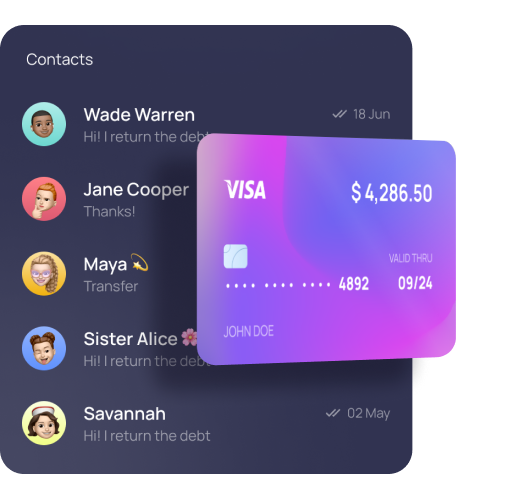 Contacts
Wade Warren
18 Jun
Hi! I return the debt
Jane Cooper
Thanks!
Maya 💫
Transfer
Sister Alice 🌸
Hi! I return the debt
Savannah
02 May
Hi! I return the debt
VISA
$ 4,286.50
VALID THRU
•••• •••• •••• 4892
09/24
JOHN DOE